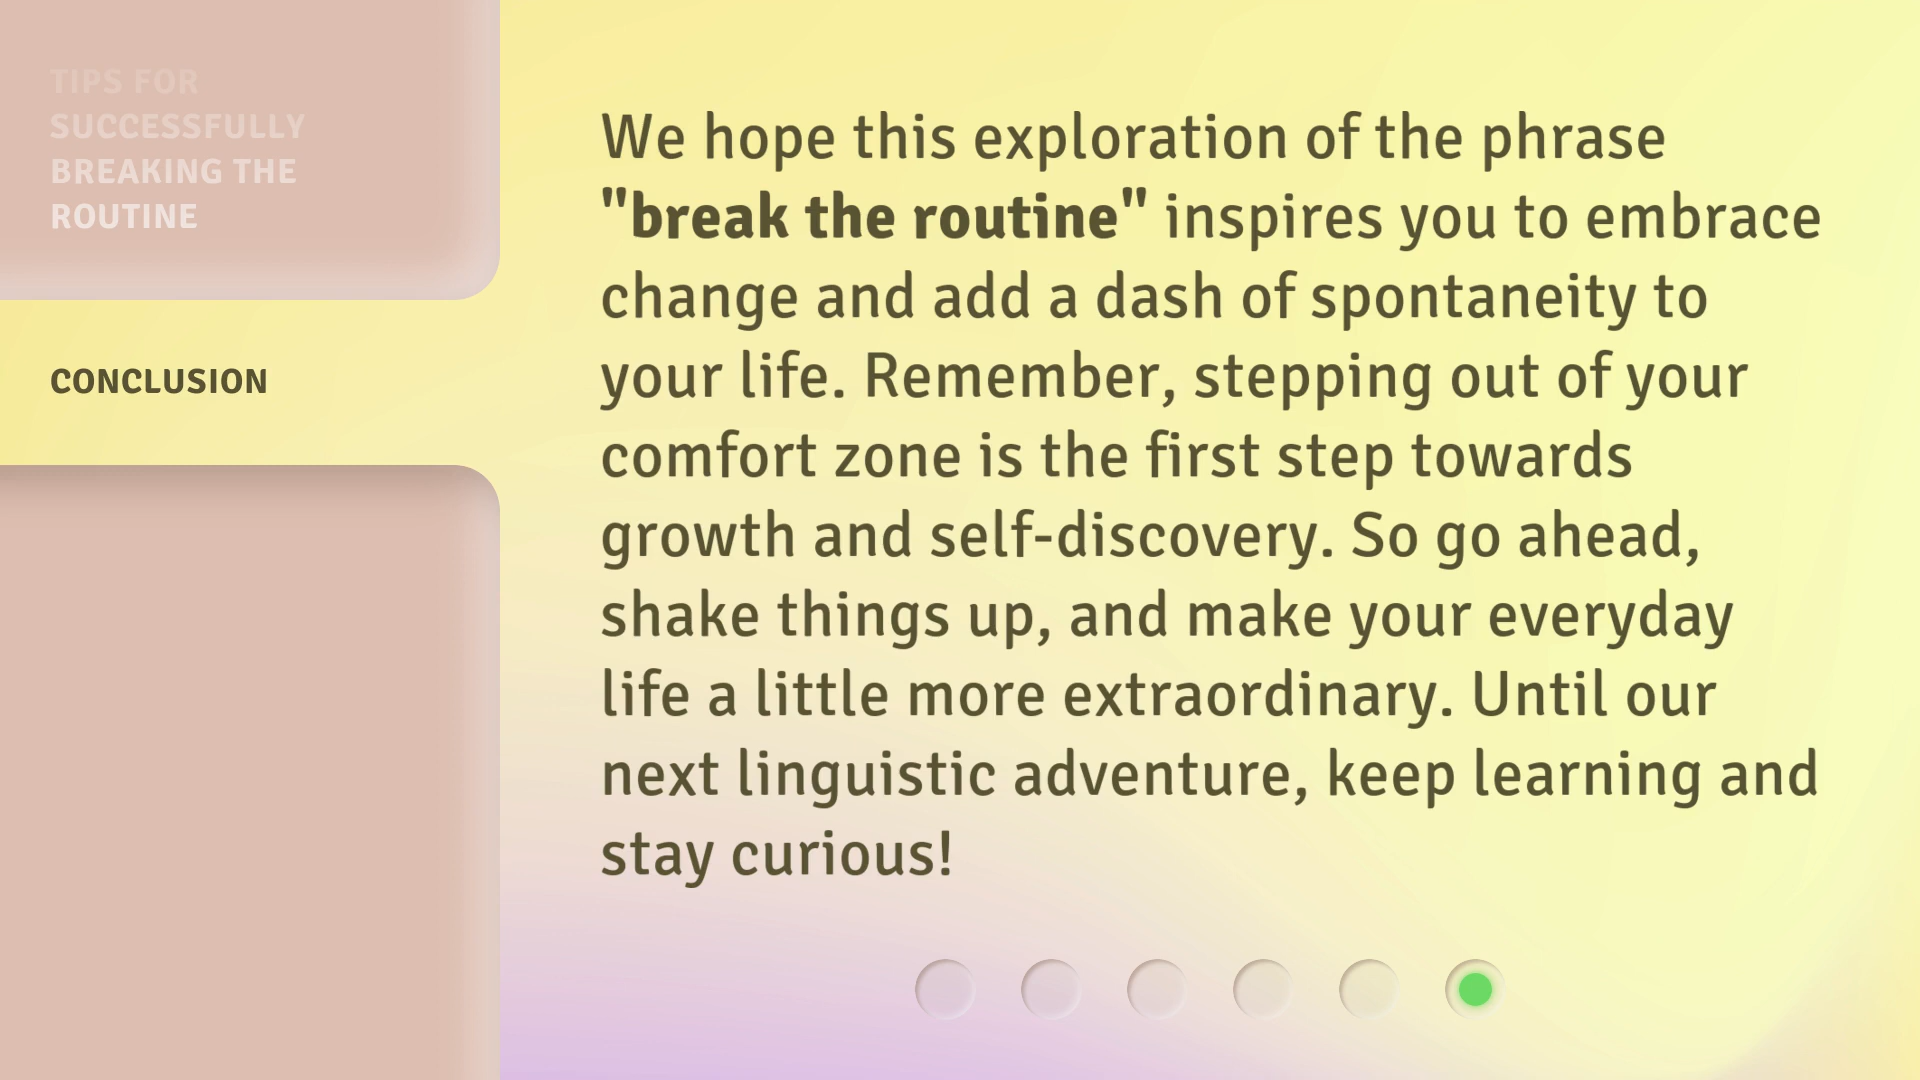 TIPS FOR
SUCCESSFULLY
BREAKING THE
ROUTINE
CONCLUSION
We hope this exploration of the phrase
"break the routine" inspires you to embrace
change and add a dash of spontaneity to
your life. Remember, stepping out of your
comfort zone is the first step towards
growth and self-discovery. So go ahead,
shake things up, and make your everyday
life a little more extraordinary. Until our
next linguistic adventure, keep learning and
stay curious!